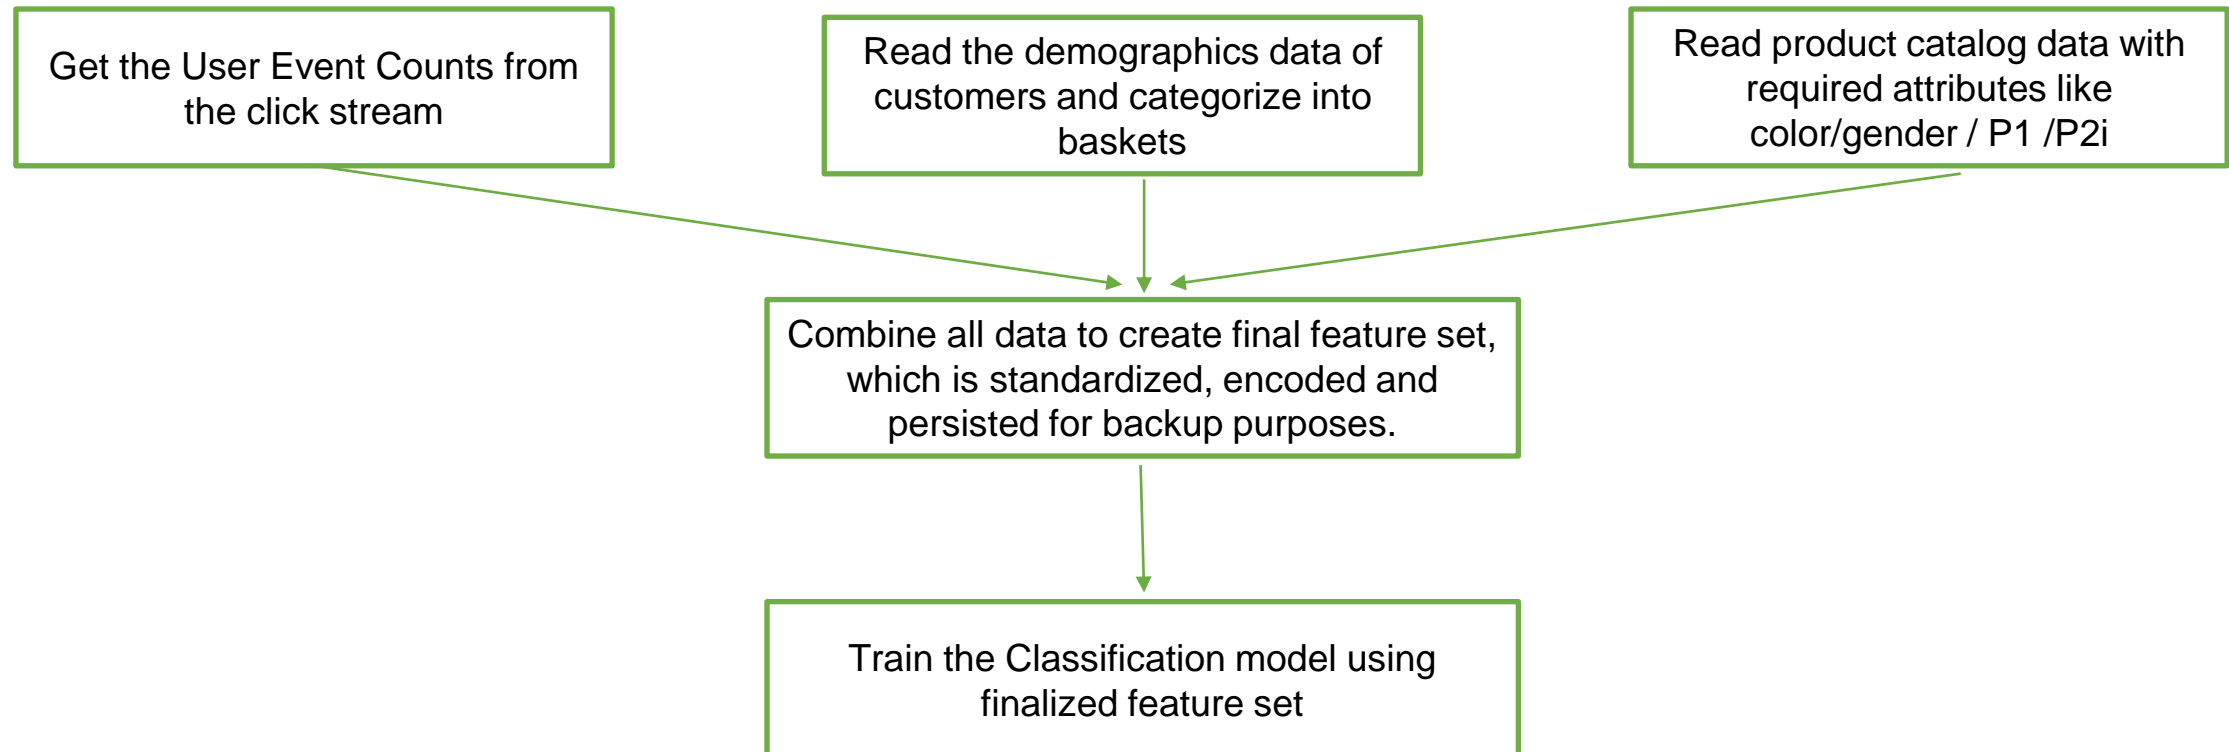 Get the User Event Counts from
the click stream
Read the demographics data of
customers and categorize into
baskets
Read product catalog data with
required attributes like
color/gender / P1 /P2i
Combine all data to create final feature set,
which is standardized, encoded and
persisted for backup purposes.
Train the Classification model using
finalized feature set